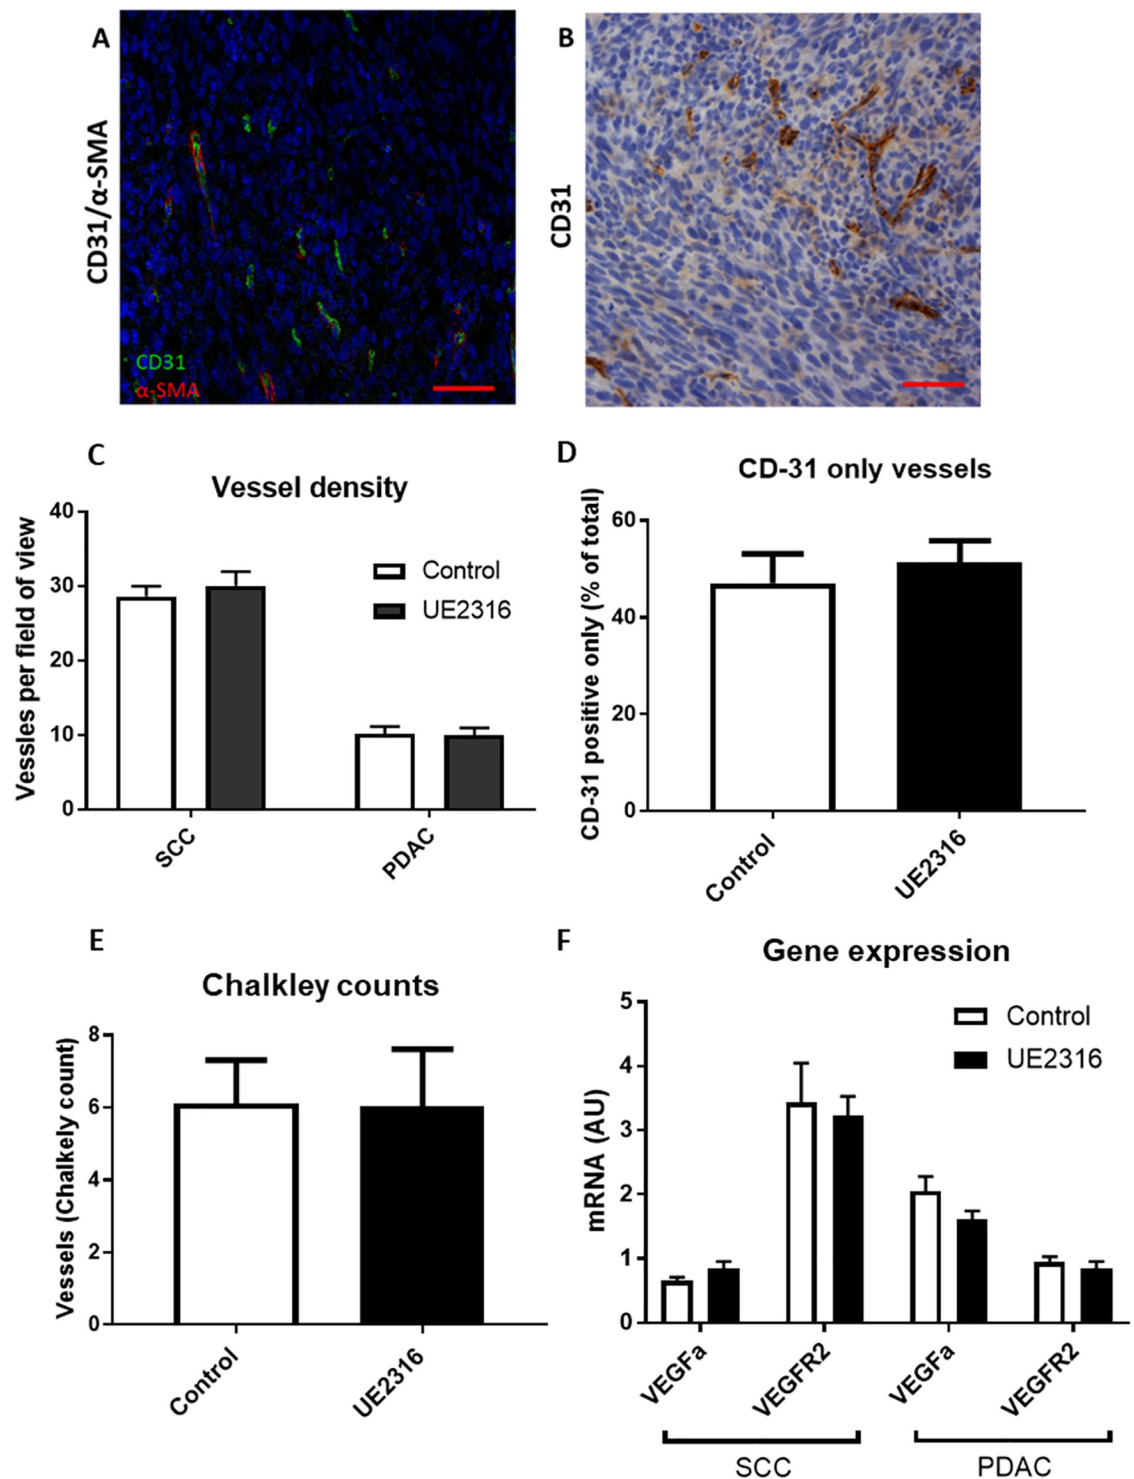 A
CD31/α-SMA
CD31
α-SMA
B
CD31
C
Vessel density
Vessles per field of view
40
30
20
10
0
Control
UE2316
SCC
PDAC
D
CD-31 only vessels
CD-31 positive only (% of total)
60
40
20
0
Control
UE2316
E
Chalkley counts
Vessels (Chalkely count)
8
6
4
2
0
Control
UE2316
F
Gene expression
mRNA (AU)
5
4
3
2
1
0
Control
UE2316
VEGFa
VEGFR2
VEGFa
VEGFR2
SCC
PDAC